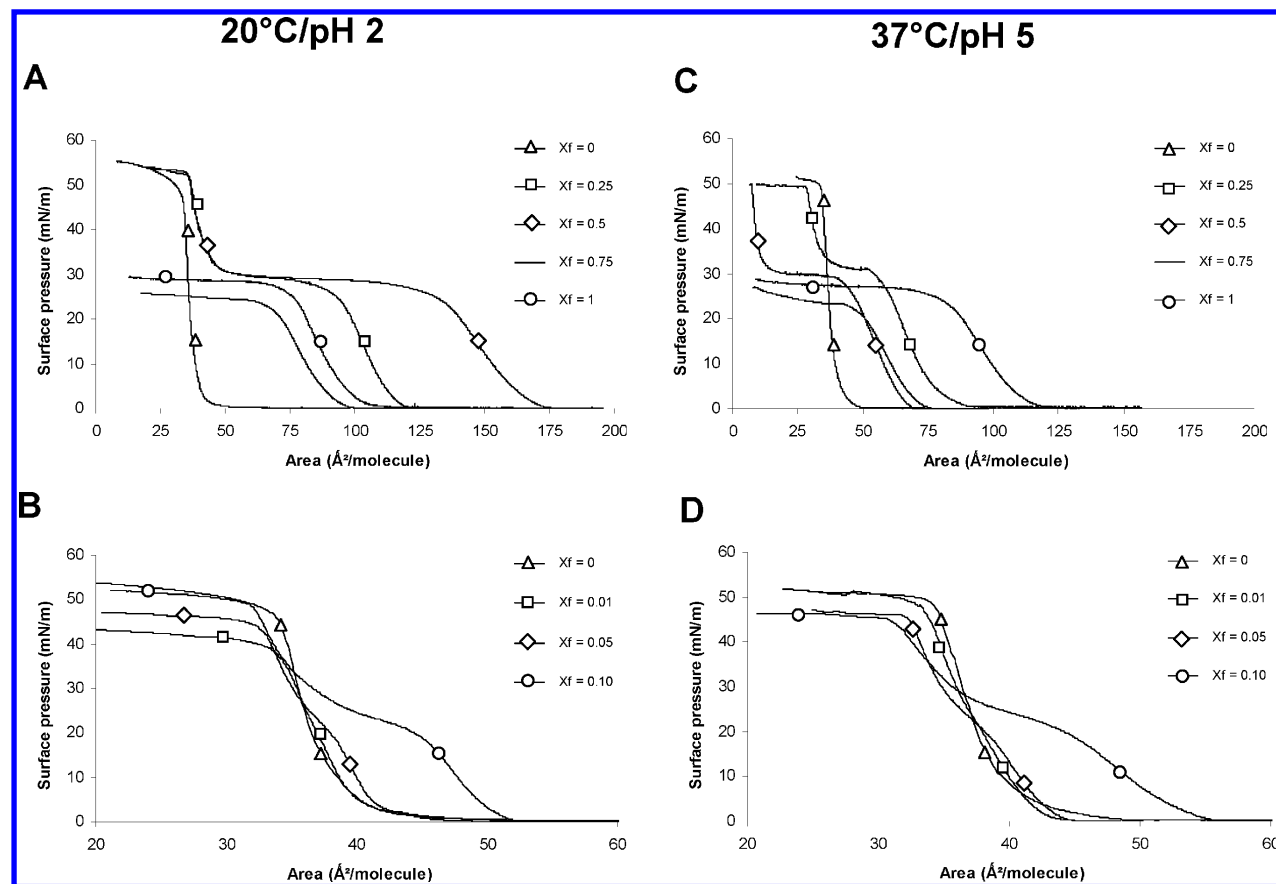 20°C/pH 2
37°C/pH 5
A
60
50
40
30
20
10
0
Surface pressure (mN/m)
0 25 50 75 100 125 150 175 200
Area (Å²/molecule)
Xf = 0
Xf = 0.25
Xf = 0.5
Xf = 0.75
Xf = 1
C
60
50
40
30
20
10
0
Surface pressure (mN/m)
0 25 50 75 100 125 150 175 200
Area (Å²/molecule)
Xf = 0
Xf = 0.25
Xf = 0.5
Xf = 0.75
Xf = 1
B
60
50
40
30
20
10
0
Surface pressure (mN/m)
20 30 40 50 60
Area (Å²/molecule)
Xf = 0
Xf = 0.01
Xf = 0.05
Xf = 0.10
D
60
50
40
30
20
10
0
Surface pressure (mN/m)
20 30 40 50 60
Area (Å²/molecule)
Xf = 0
Xf = 0.01
Xf = 0.05
Xf = 0.10